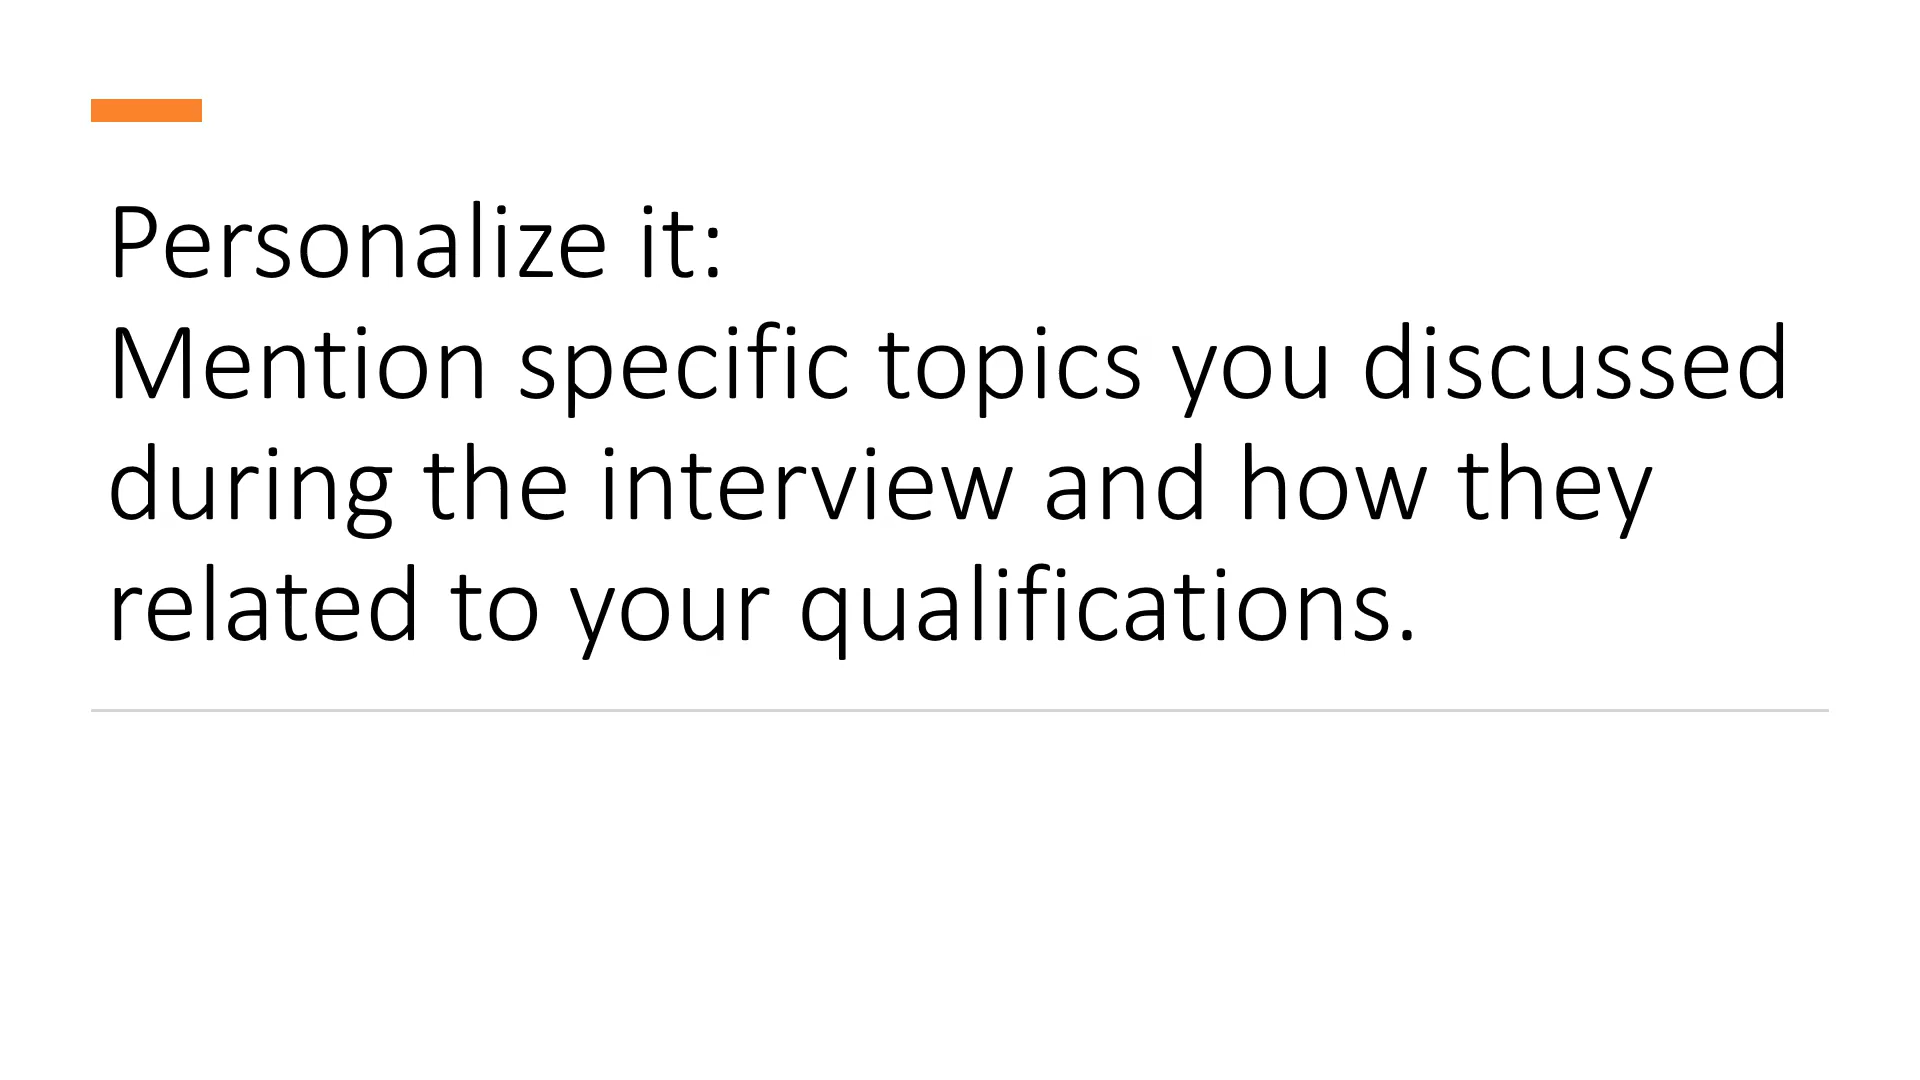 Personalize it:
Mention specific topics you discussed
during the interview and how they
related to your qualifications.